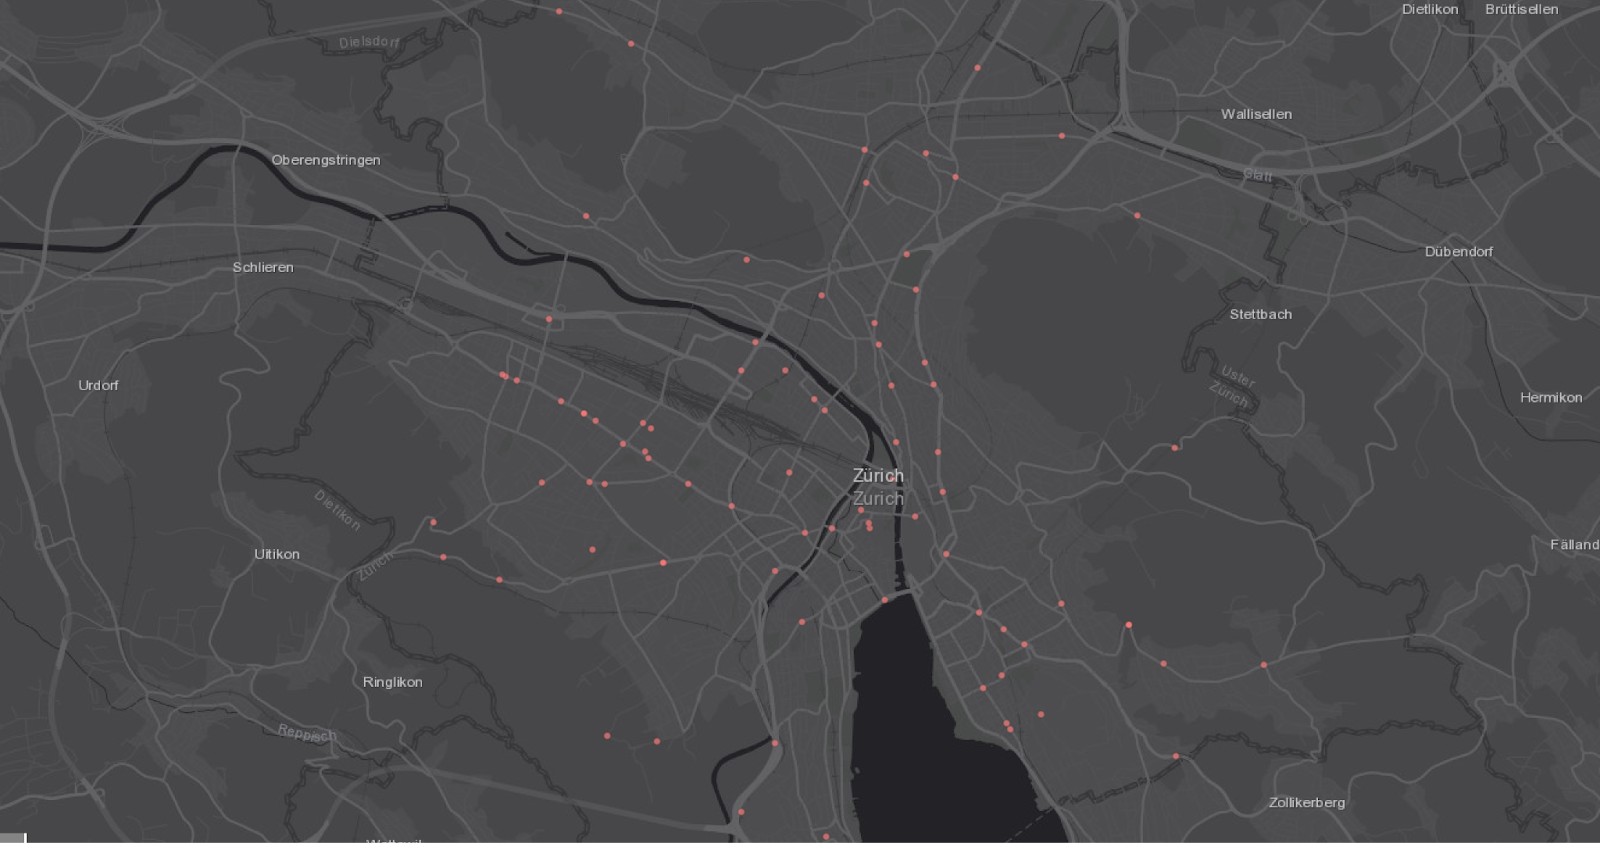 Dietlikon
Brüttisellen
Dielsdorf
Wallisellen
Oberengstringen
Glatt
Dübendorf
Schlieren
Stettbach
Urdorf
Uster
Zürich
Hermikon
Zürich
Zürich
Dietikon
Zürich
Uitikon
Fälland
Ringlikon
Reppisch
Zollikerberg